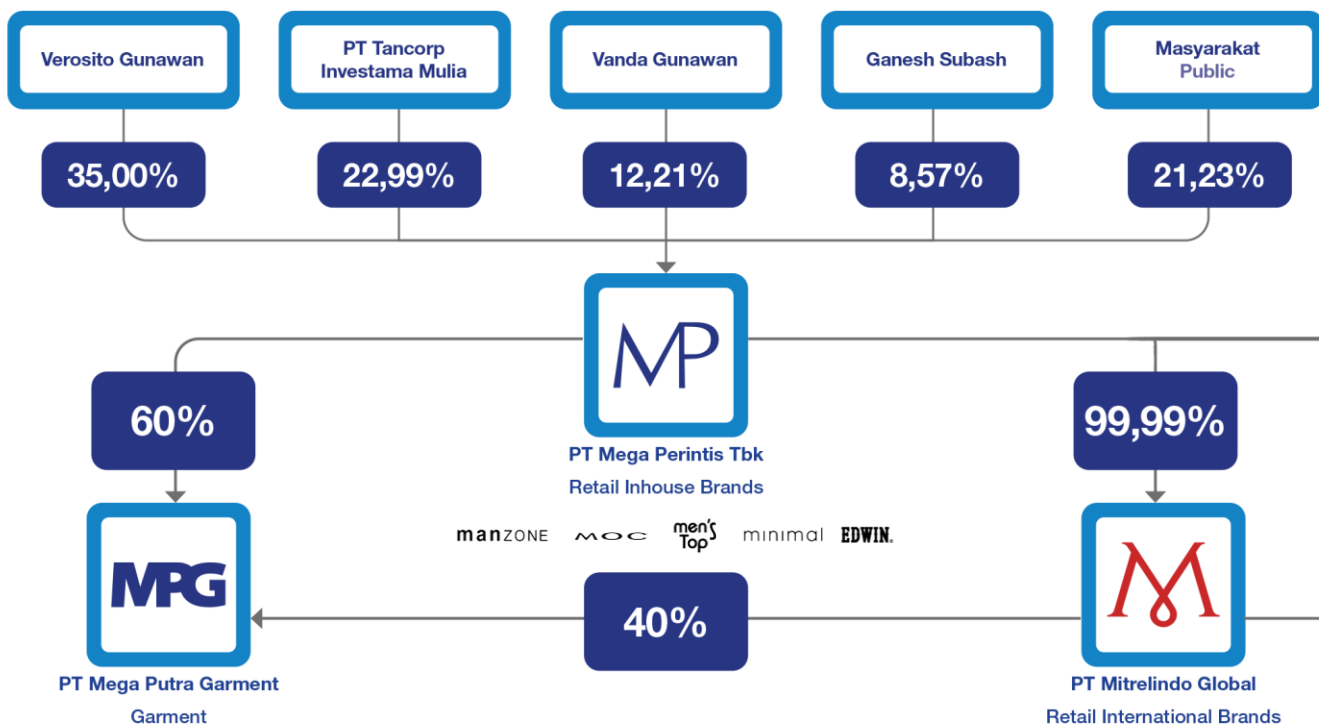 Verosito Gunawan
PT Tancorp
Investama Mulia
Vanda Gunawan
Ganesh Subash
Masyarakat
Public
35,00%
22,99%
12,21%
8,57%
21,23%
MP
60%
99,99%
PT Mega Perintis Tbk
Retail Inhouse Brands
manzone
MOC
men's
Top
minimal
EDWIN.
MPG
40%
M
PT Mega Putra Garment
Garment
PT Mitrelindo Global
Retail International Brands